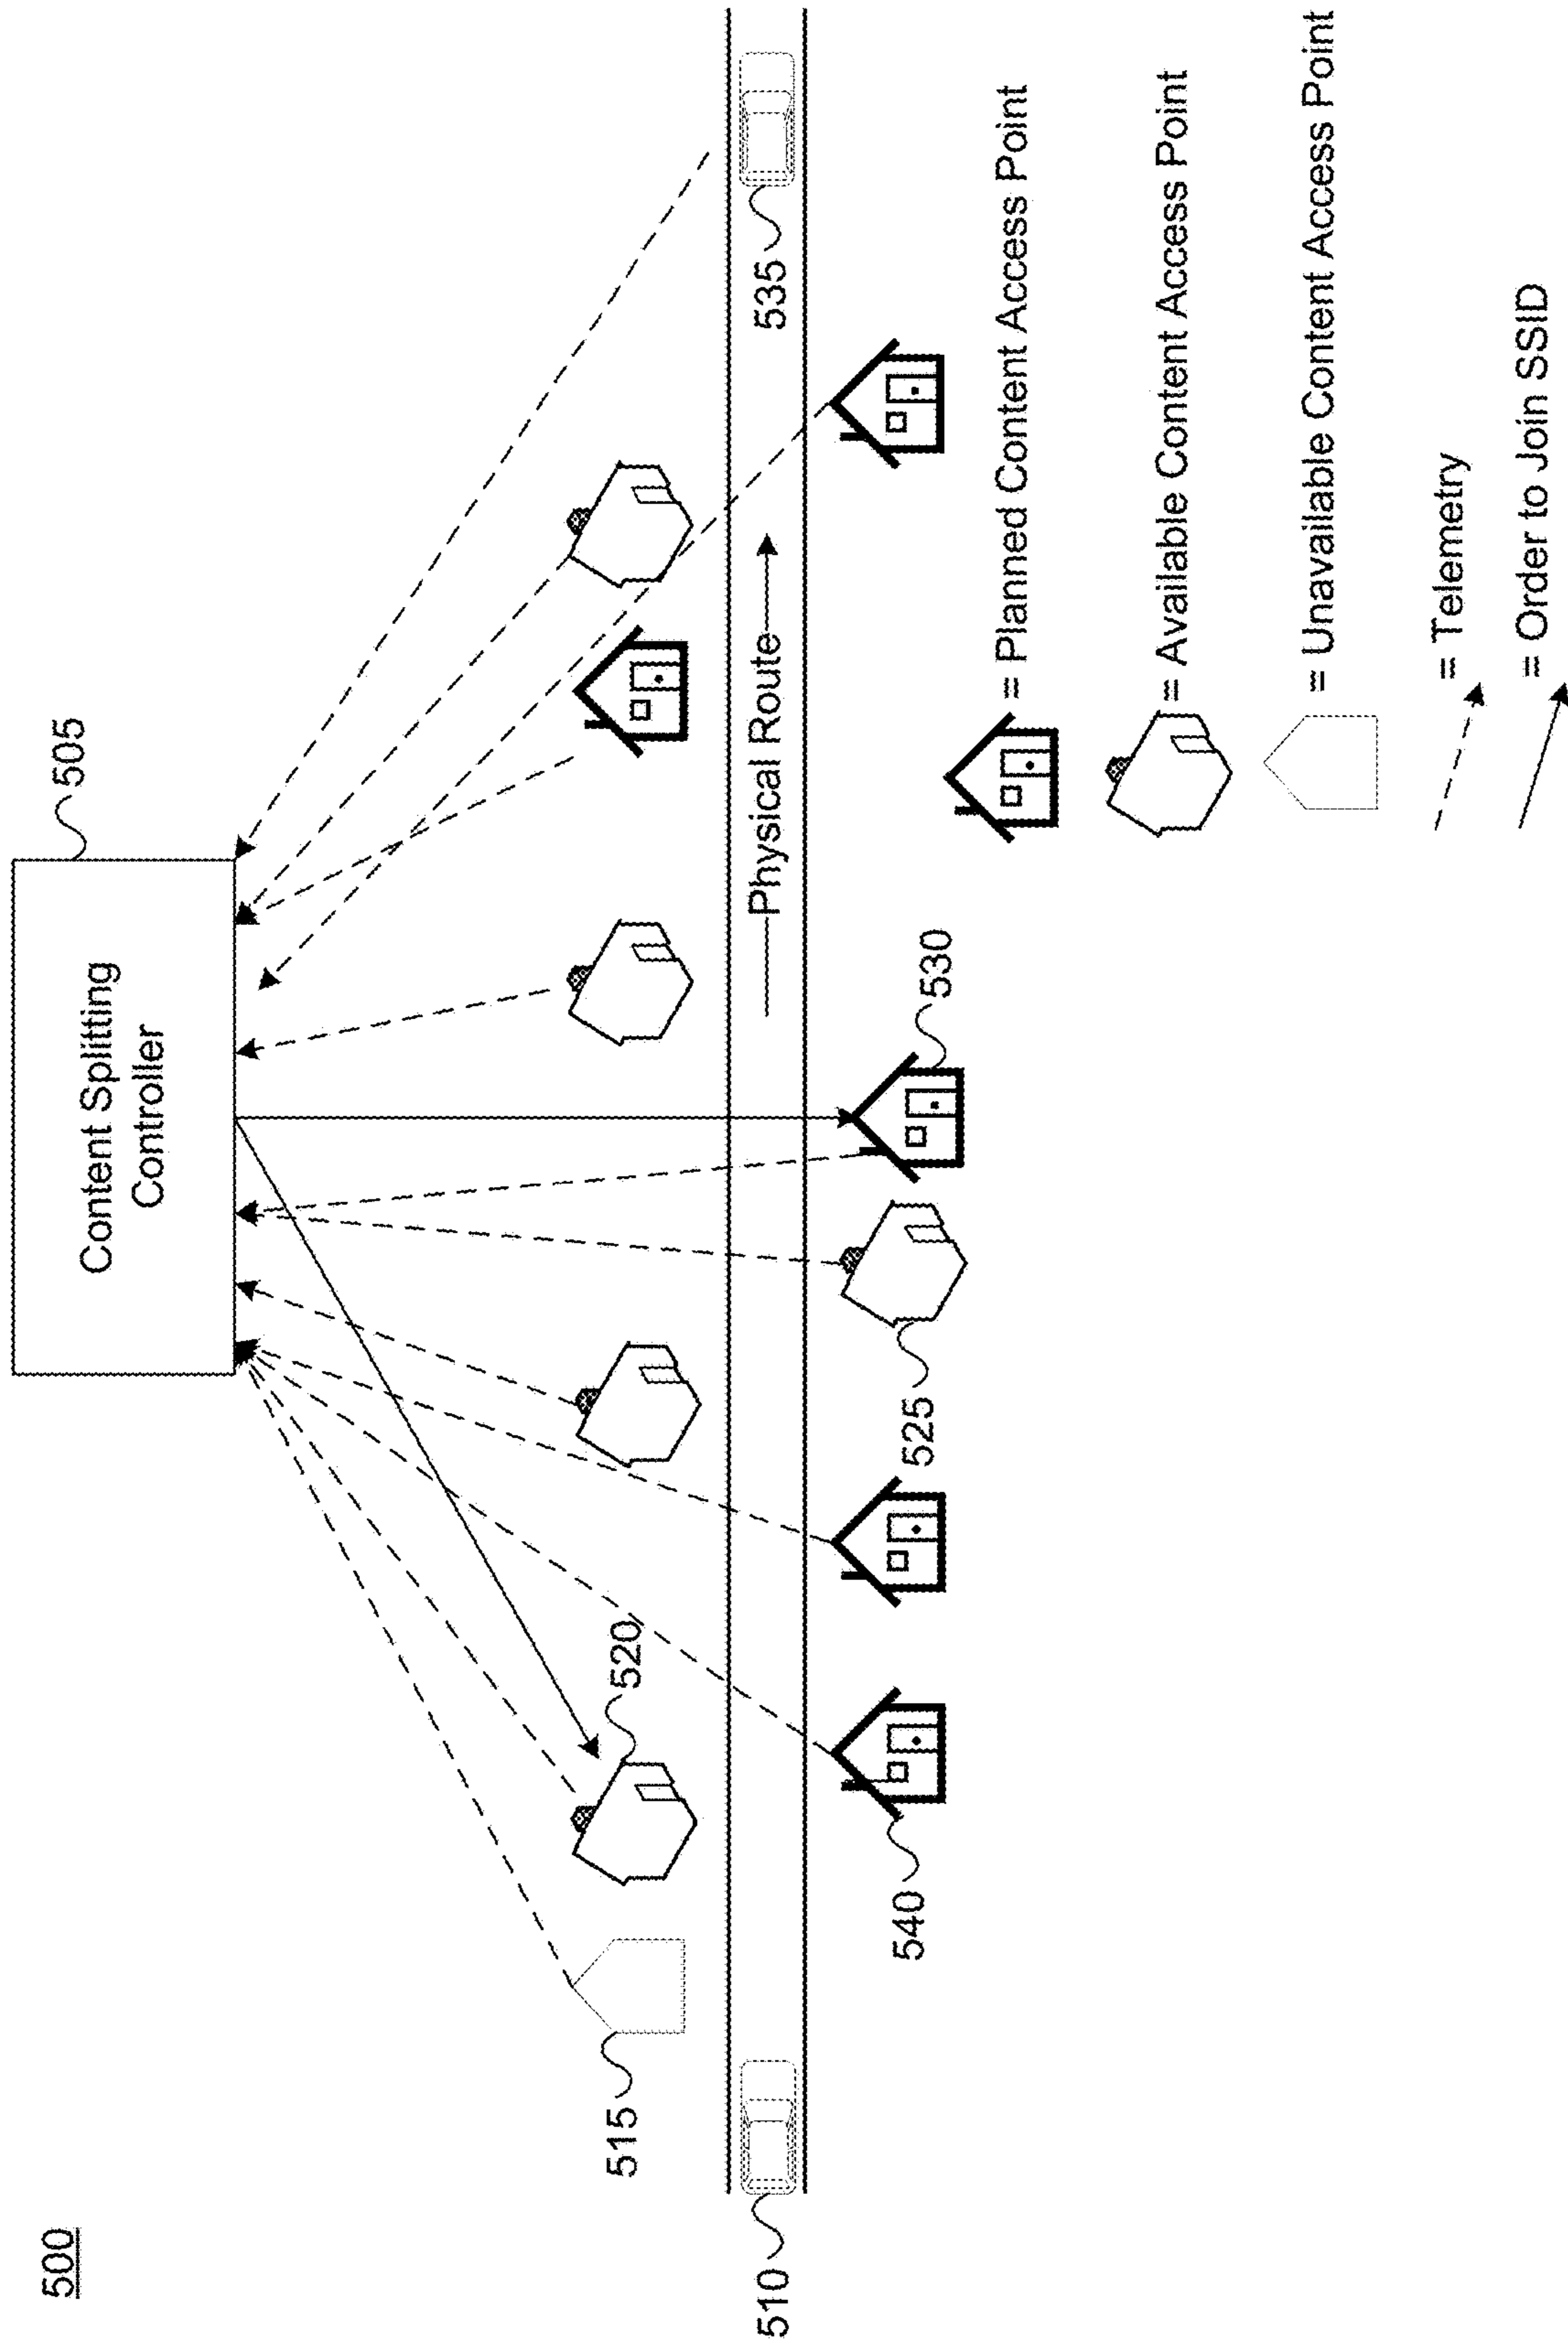 500
505
Content Splitting
Controller
515
520
510
Physical Route
535
540
525
530
= Planned Content Access Point
= Available Content Access Point
= Unavailable Content Access Point
= Telemetry
= Order to Join SSID